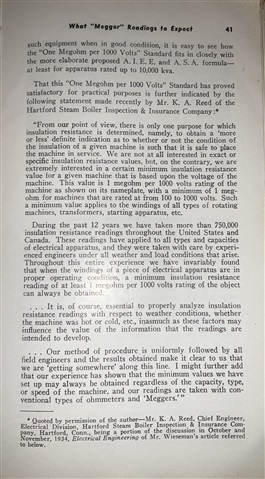 What "Megger" Readings to Expect 41
such equipment when in good condition, it is easy to see how
the "One Megohm per 1000 Volts" Standard fits in closely with
the more elaborate proposed A. I. E. E. and A. S. A. formula—
at least for apparatus rated up to 10,000 kva.
That this "One Megohm per 1000 Volts" Standard has proved
satisfactory for practical purposes is further indicated by the
following statement made recently by Mr. K. A. Reed of the
Hartford Steam Boiler Inspection & Insurance Company:*
"From our point of view, there is only one purpose for which
insulation resistance is determined, namely, to obtain a 'more
or less' definite indication as to whether or not the condition of
the insulation of a given machine is such that it is safe to place
the machine in service. We are not at all interested in exact or
specific insulation resistance values, but, on the contrary, we are
extremely interested in a certain minimum insulation resistance
value for a given machine that is based upon the voltage of the
machine. This value is 1 megohm per 1000 volts rating of the
machine as shown on its nameplate, with a minimum of 1 meg-
ohm for machines that are rated at from 100 to 1000 volts. Such
a minimum value applies to the windings of all types of rotating
machines, transformers, starting apparatus, etc.
During the past 12 years we have taken more than 750,000
insulation resistance readings throughout the United States and
Canada. These readings have applied to all types and capacities
of electrical apparatus, and they were taken with care by experi-
enced engineers under all weather and load conditions that arise.
Throughout this entire experience we have invariably found
that when the windings of a piece of electrical apparatus are in
proper operating condition, a minimum insulation resistance
reading of at least 1 megohm per 1000 volts rating of the object
can always be obtained.
. . . It is, of course, essential to properly analyze insulation
resistance readings with respect to weather conditions, whether
the machine was hot or cold, etc., inasmuch as these factors may
influence the value of the information that the readings are
intended to develop.
. . . Our method of procedure is uniformly followed by all
field engineers and the results obtained make it clear to us that
we are 'getting somewhere' along this line. I might further add
that our experience has shown that the minimum values we have
set up may always be obtained regardless of the capacity, type,
or speed of the machine, and our readings are taken with con-
ventional types of ohmmeters and 'Meggers.'"
* Quoted by permission of the author—Mr. K. A. Reed, Chief Engineer,
Electrical Division, Hartford Steam Boiler Inspection & Insurance Com-
pany, Hartford, Conn., being a portion of the discussion in October and
November, 1934, Electrical Engineering of Mr. Wieseman's article referred
to below.